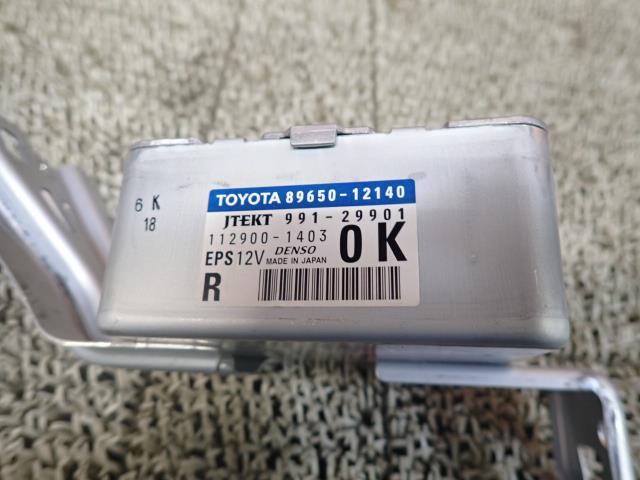 6 K
18
TOYOTA 89650-12140
JTEKT 991-29901
112900-1403 OK
EPS 12V DENSO MADE IN JAPAN
R